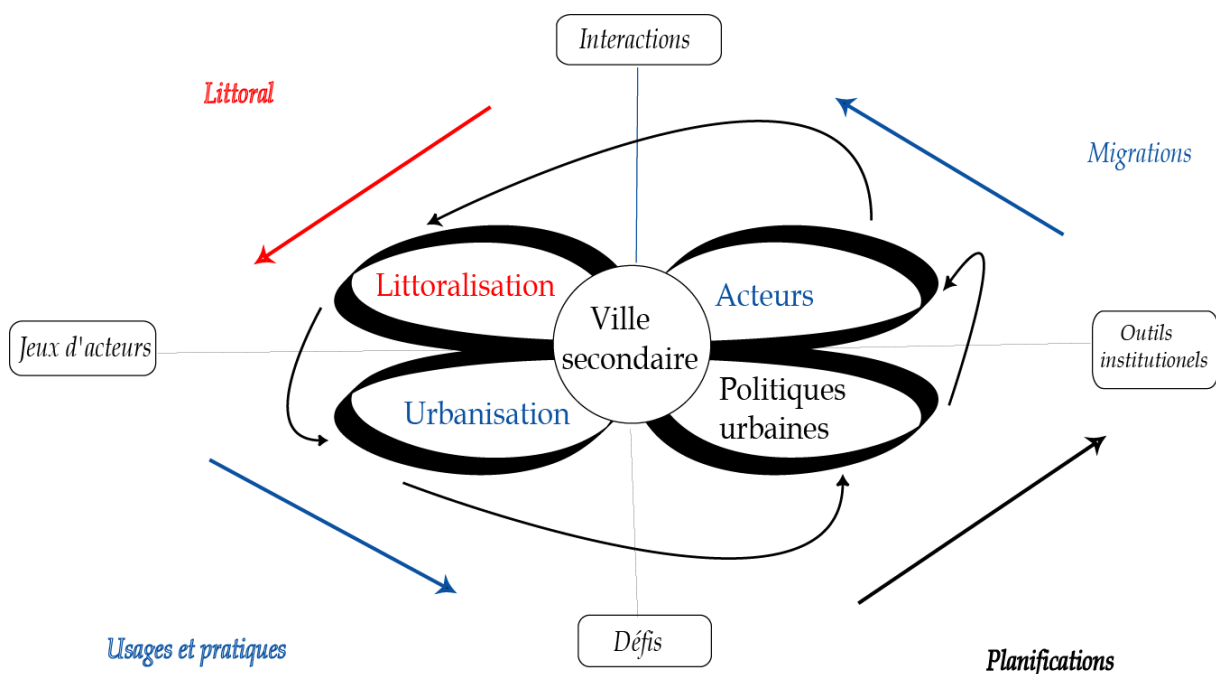 Interactions
Littoral
Migrations
Littoralisation
Acteurs
Ville
secondaire
Jeux d'acteurs
Outils
institutionels
Urbanisation
Politiques
urbaines
Défis
Usages et pratiques
Planifications